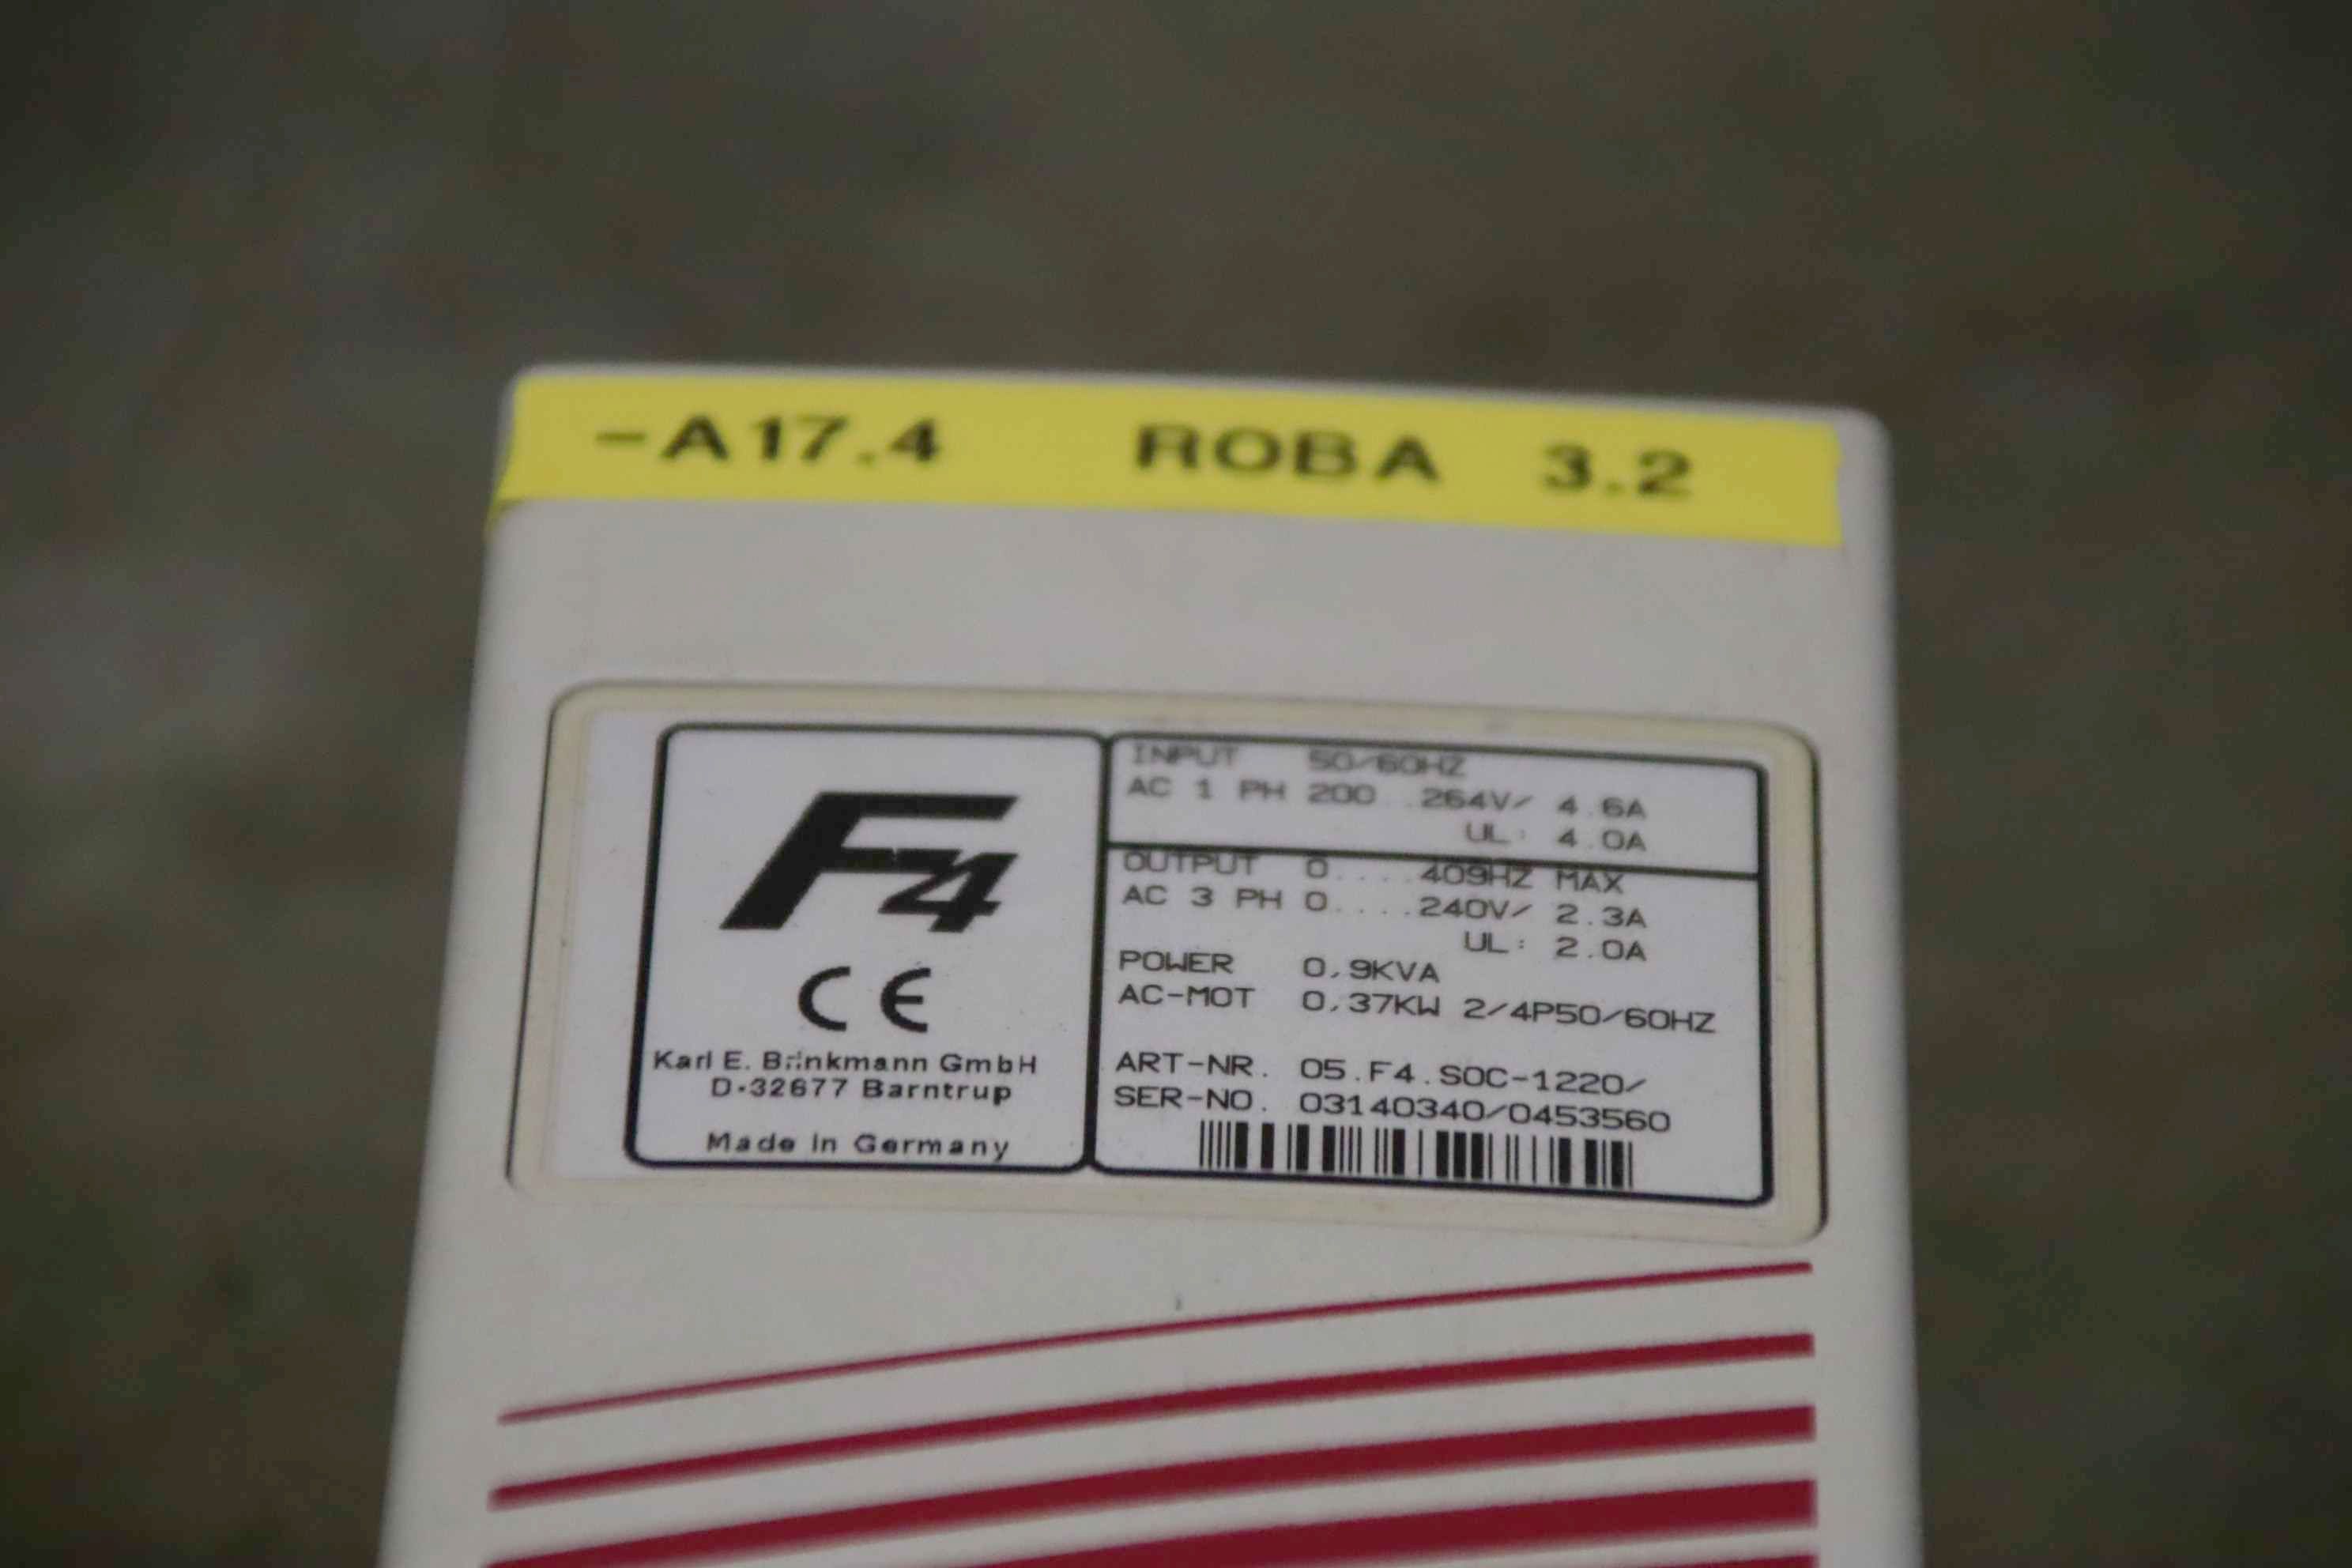 -A17.4 ROBA 3.2
F4
CE
Karl E. Brinkmann GmbH
D-32677 Barntrup
Made in Germany
INPUT 50/60HZ
AC 1 PH 200..264V/ 4.6A
UL: 4.0A
OUTPUT 0....409HZ MAX
AC 3 PH 0....240V/ 2.3A
UL: 2.0A
POWER 0,9KVA
AC-MOT 0,37KW 2/4P50/60HZ
ART-NR. 05.F4.S0C-1220/
SER-NO. 03140340/0453560